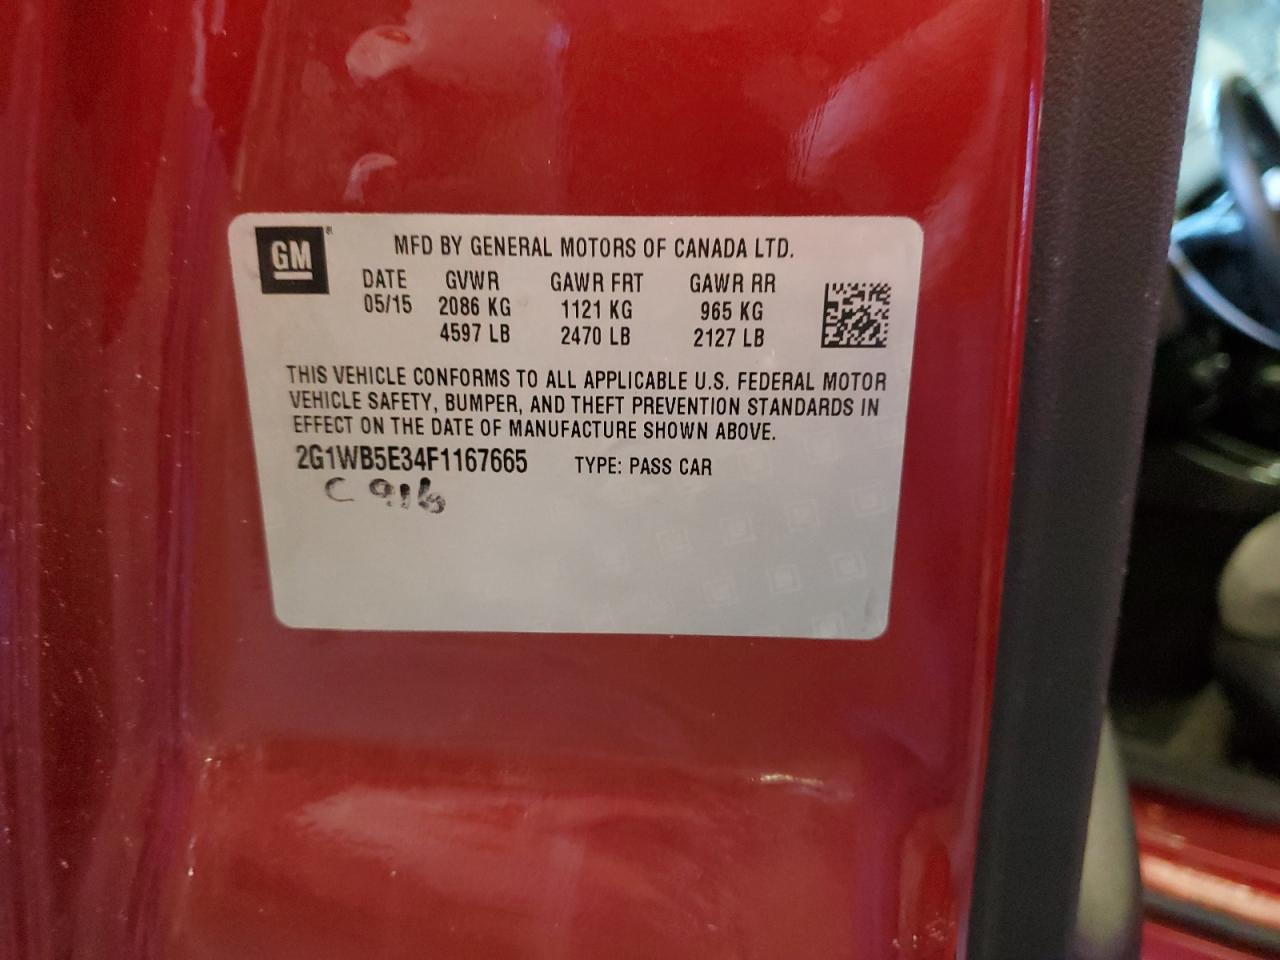 GM®
MFD BY GENERAL MOTORS OF CANADA LTD.
DATE GVWR GAWR FRT GAWR RR
05/15 2086 KG 1121 KG 965 KG
4597 LB 2470 LB 2127 LB
THIS VEHICLE CONFORMS TO ALL APPLICABLE U.S. FEDERAL MOTOR
VEHICLE SAFETY, BUMPER, AND THEFT PREVENTION STANDARDS IN
EFFECT ON THE DATE OF MANUFACTURE SHOWN ABOVE.
2G1WB5E34F1167665 TYPE: PASS CAR